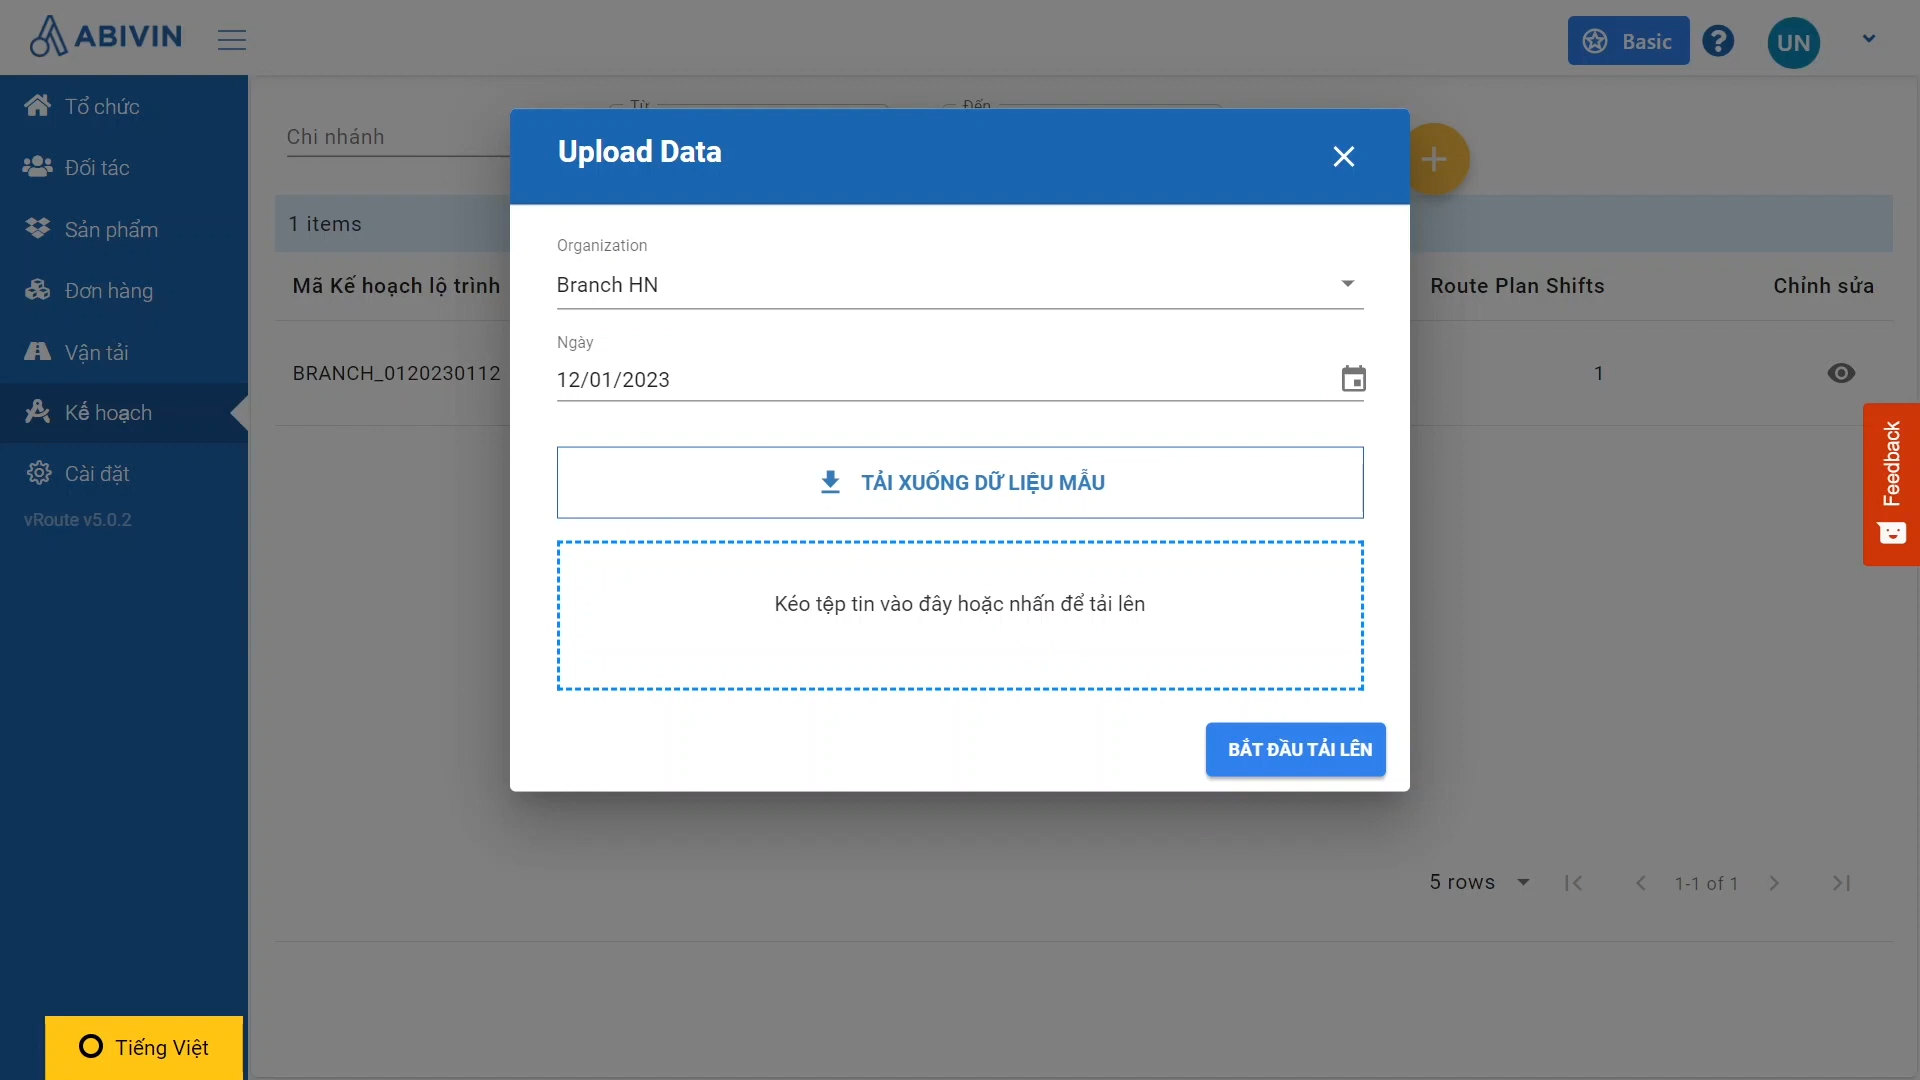 ABIVIN
Basic
?
UN
Tổ chức
Đối tác
Sản phẩm
Đơn hàng
Vận tải
Kế hoạch
Cài đặt
vRoute v5.0.2
Tiếng Việt
Từ
Đến
Chi nhánh
1 items
Mã Kế hoạch lộ trình
Route Plan Shifts
Chỉnh sửa
BRANCH_0120230112
1
Upload Data
Organization
Branch HN
Ngày
12/01/2023
TẢI XUỐNG DỮ LIỆU MẪU
Kéo tệp tin vào đây hoặc nhấn để tải lên
BẮT ĐẦU TẢI LÊN
Feedback
5 rows
1-1 of 1